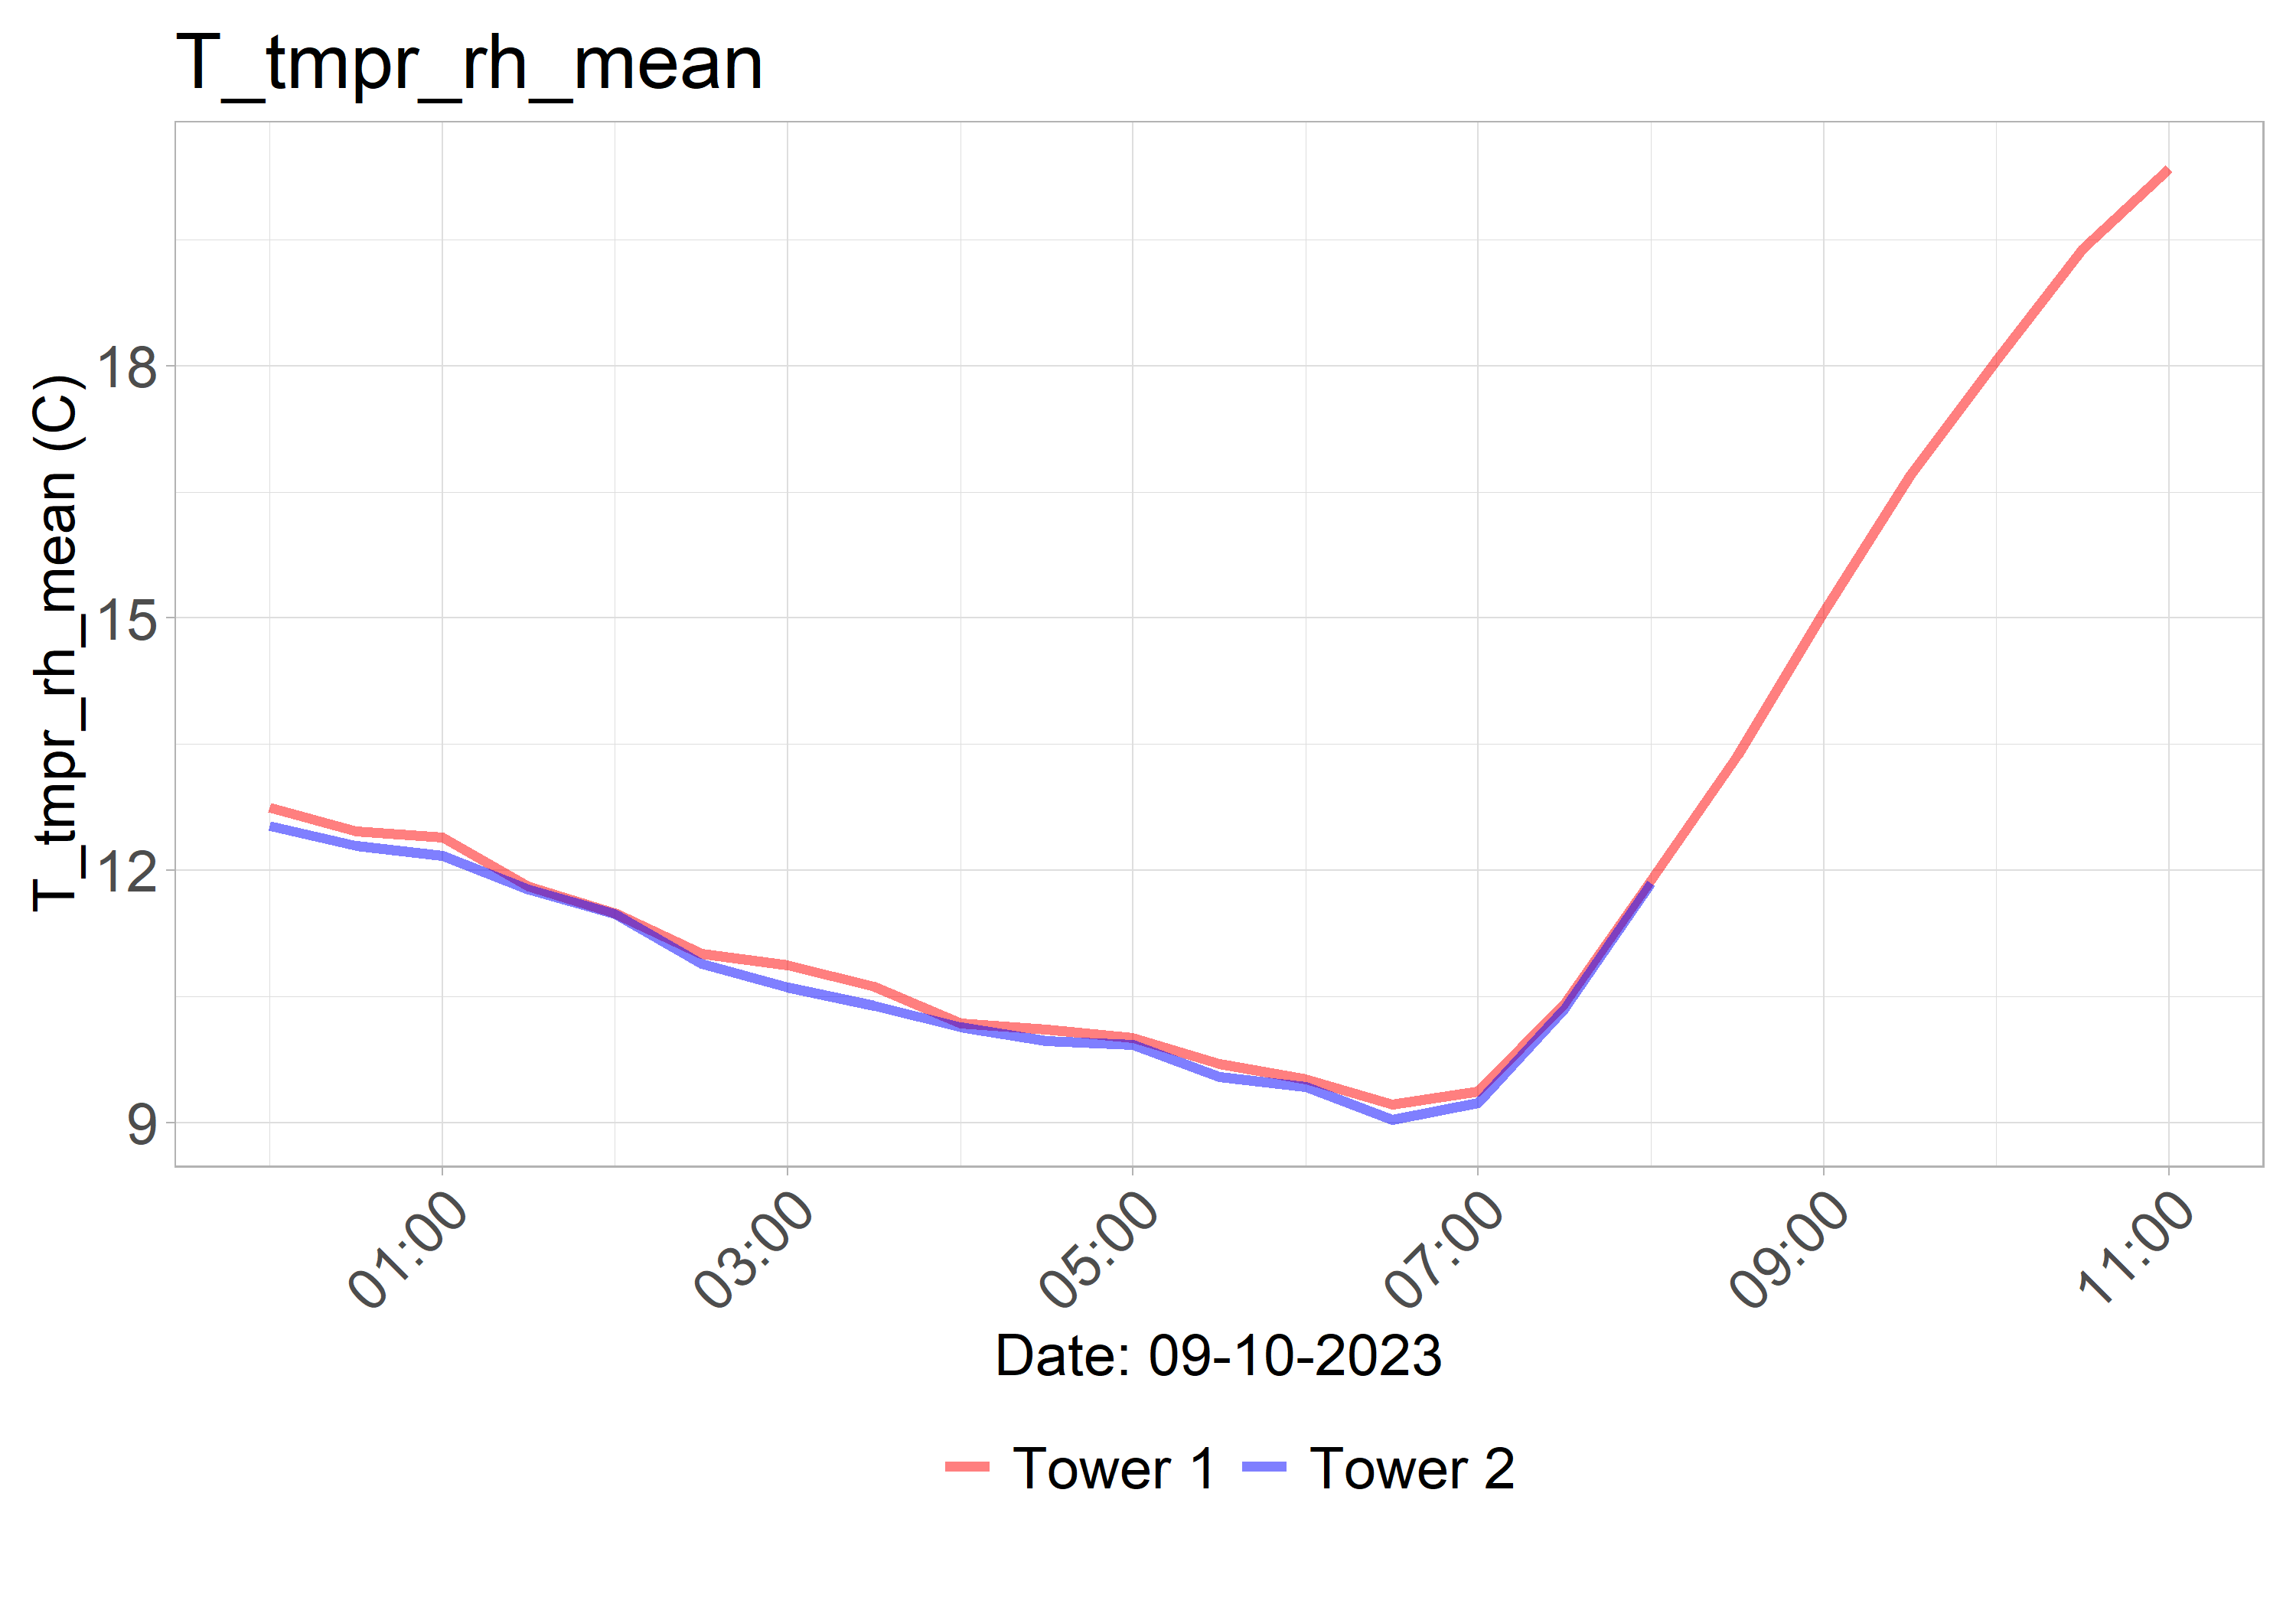 T_tmpr_rh_mean
T_tmpr_rh_mean (C)
18
15
12
9
01:00
03:00
05:00
07:00
09:00
11:00
Date: 09-10-2023
Tower 1
Tower 2